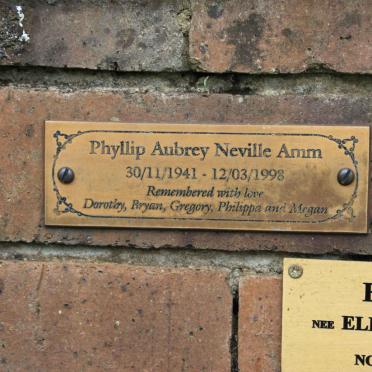 Phyllip Aubrey Neville Amm
30/11/1941 - 12/03/1998
Remembered with love
Dorothy, Bryan, Gregory, Philippa and Megan
NEE